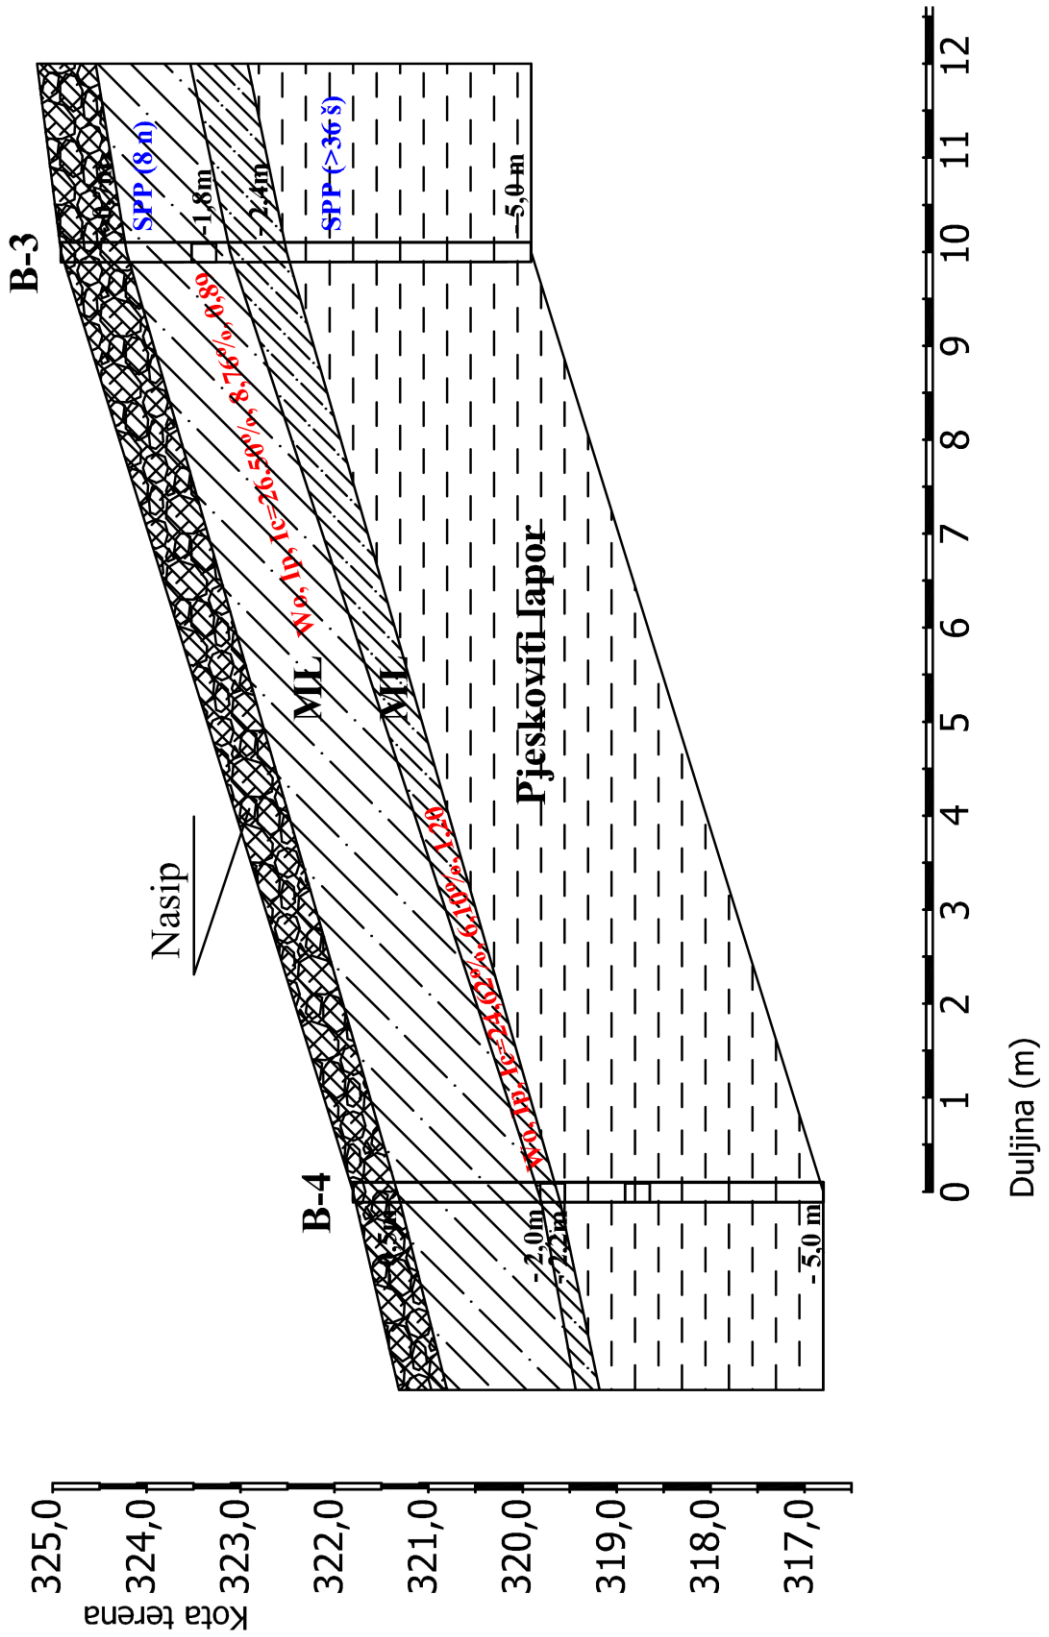 B-3
SPP (8 n)
-1,8m
-2,4m
SPP (>36 š)
-5,0 m
Wo, Ip, Ic=26.50%, 8.76%, 0,89
Nasip
ML
MI
Pjeskoviti lapor
Wo, Ip, Ic=24,62%, 6.10%, 1,20
B-4
- 2,0m
- 2,2m
- 5,0 m
325,0
324,0
323,0
322,0
321,0
320,0
319,0
318,0
317,0
Kota terena
0 1 2 3 4 5 6 7 8 9 10 11 12
Duljina (m)